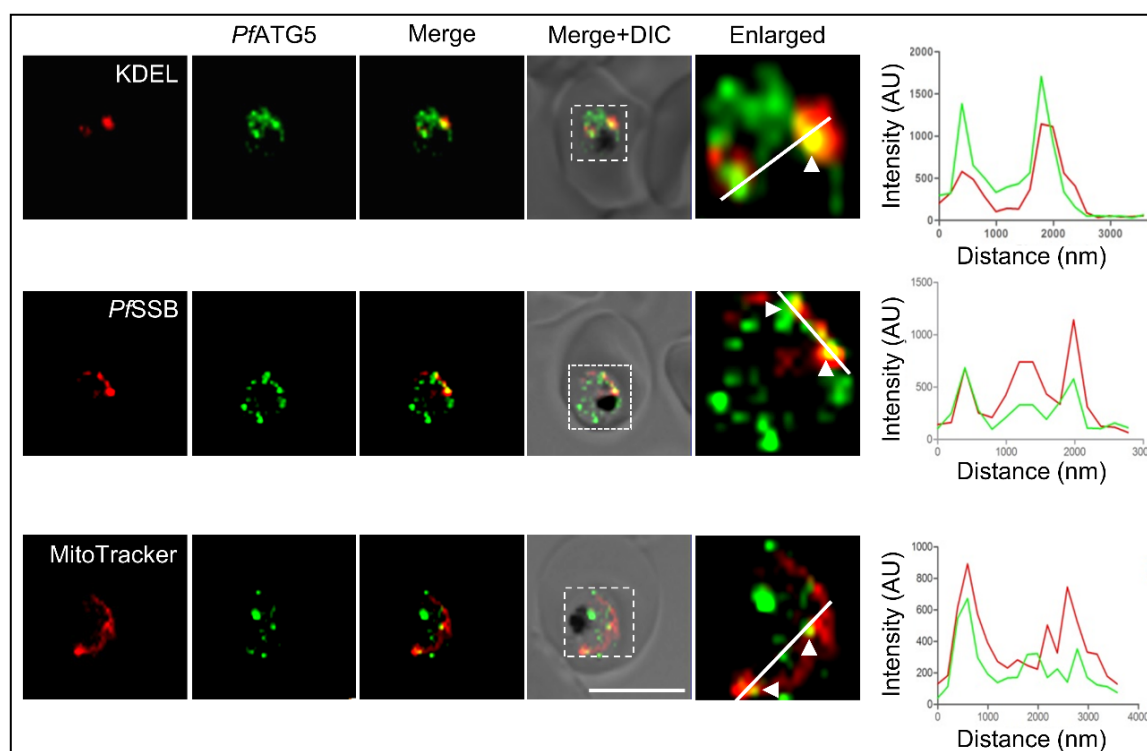 PfATG5 Merge Merge+DIC Enlarged
KDEL
Intensity (AU)
2000
1500
1000
500
0
0 1000 2000 3000
Distance (nm)
PfSSB
Intensity (AU)
1500
1000
500
0
0 1000 2000 300
Distance (nm)
MitoTracker
Intensity (AU)
1000
800
600
400
200
0
0 1000 2000 3000 4000
Distance (nm)